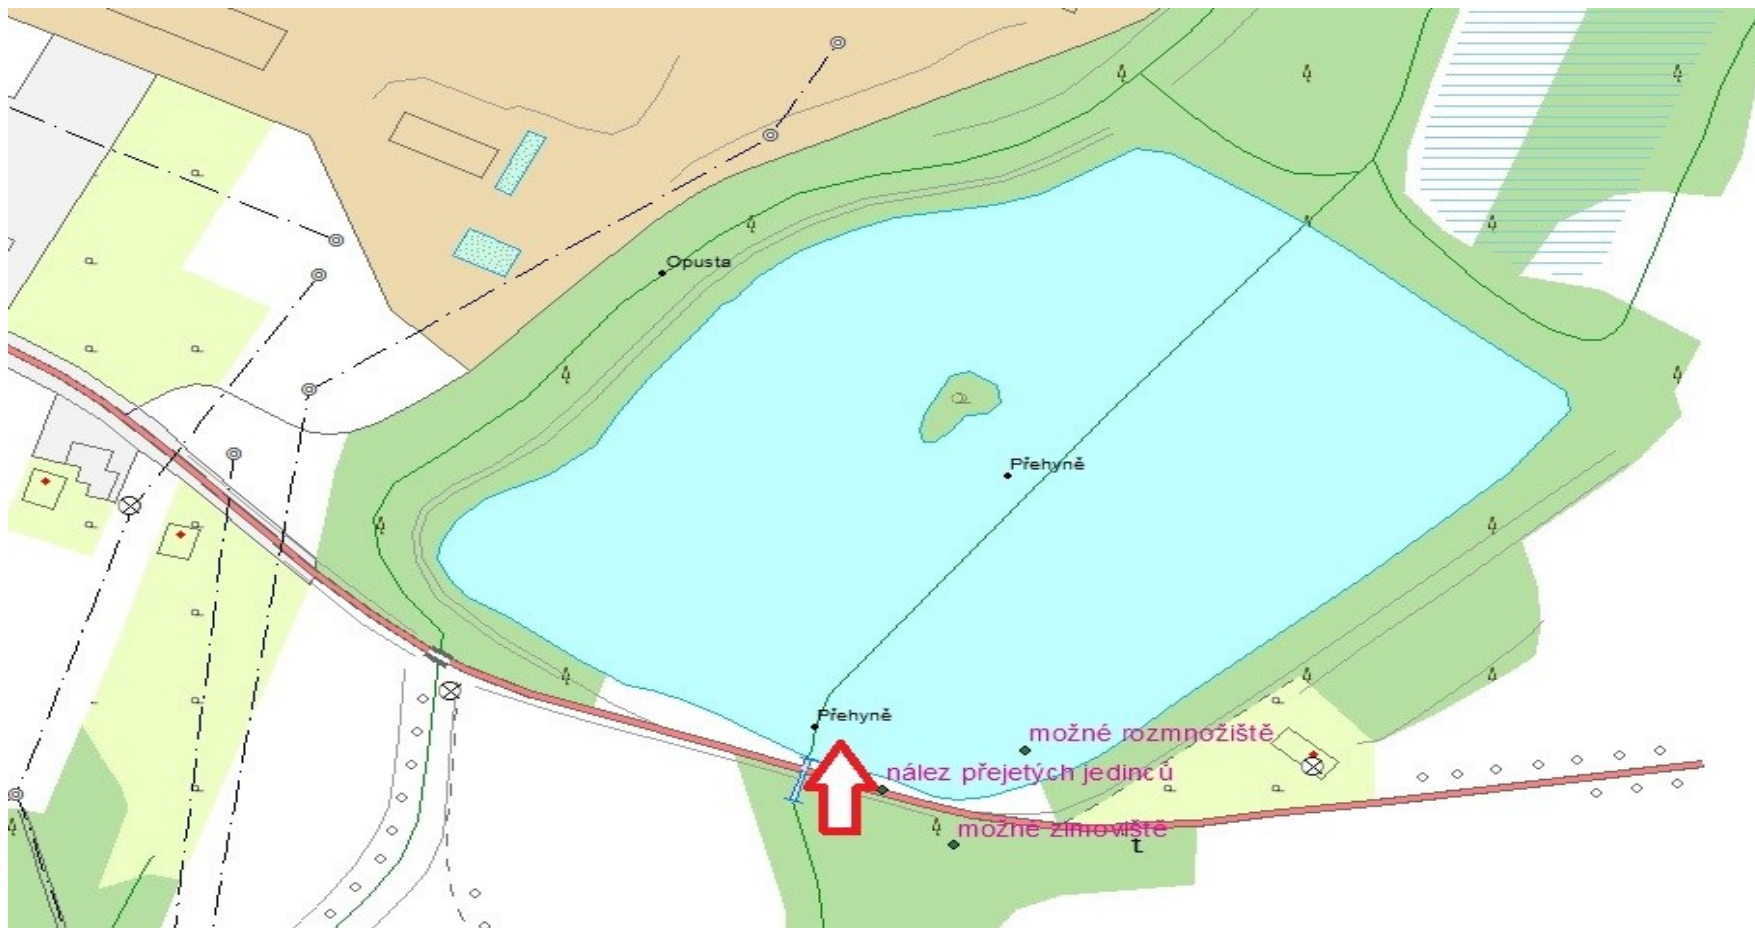 Opusta
Přehyně
Přehyně
možné rozmnožiště
nález přejetých jedinců
možné zimoviště
t